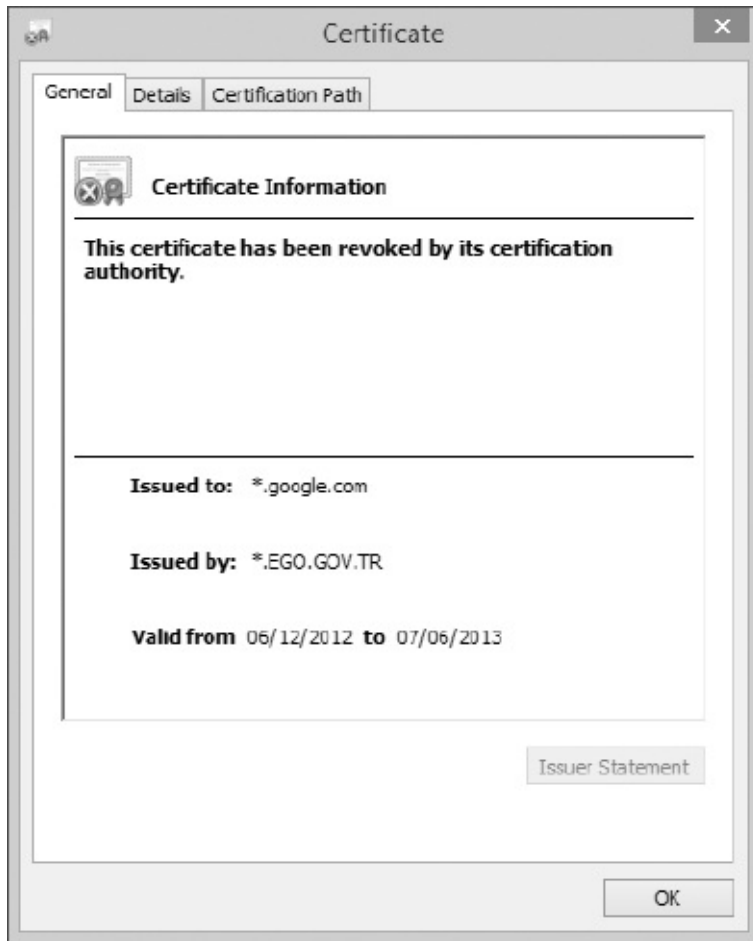 Certificate
General Details Certification Path
Certificate Information
This certificate has been revoked by its certification
authority.
Issued to: *.google.com
Issued by: *.EGO.GOV.TR
Valid from 06/12/2012 to 07/06/2013
Issuer Statement
OK